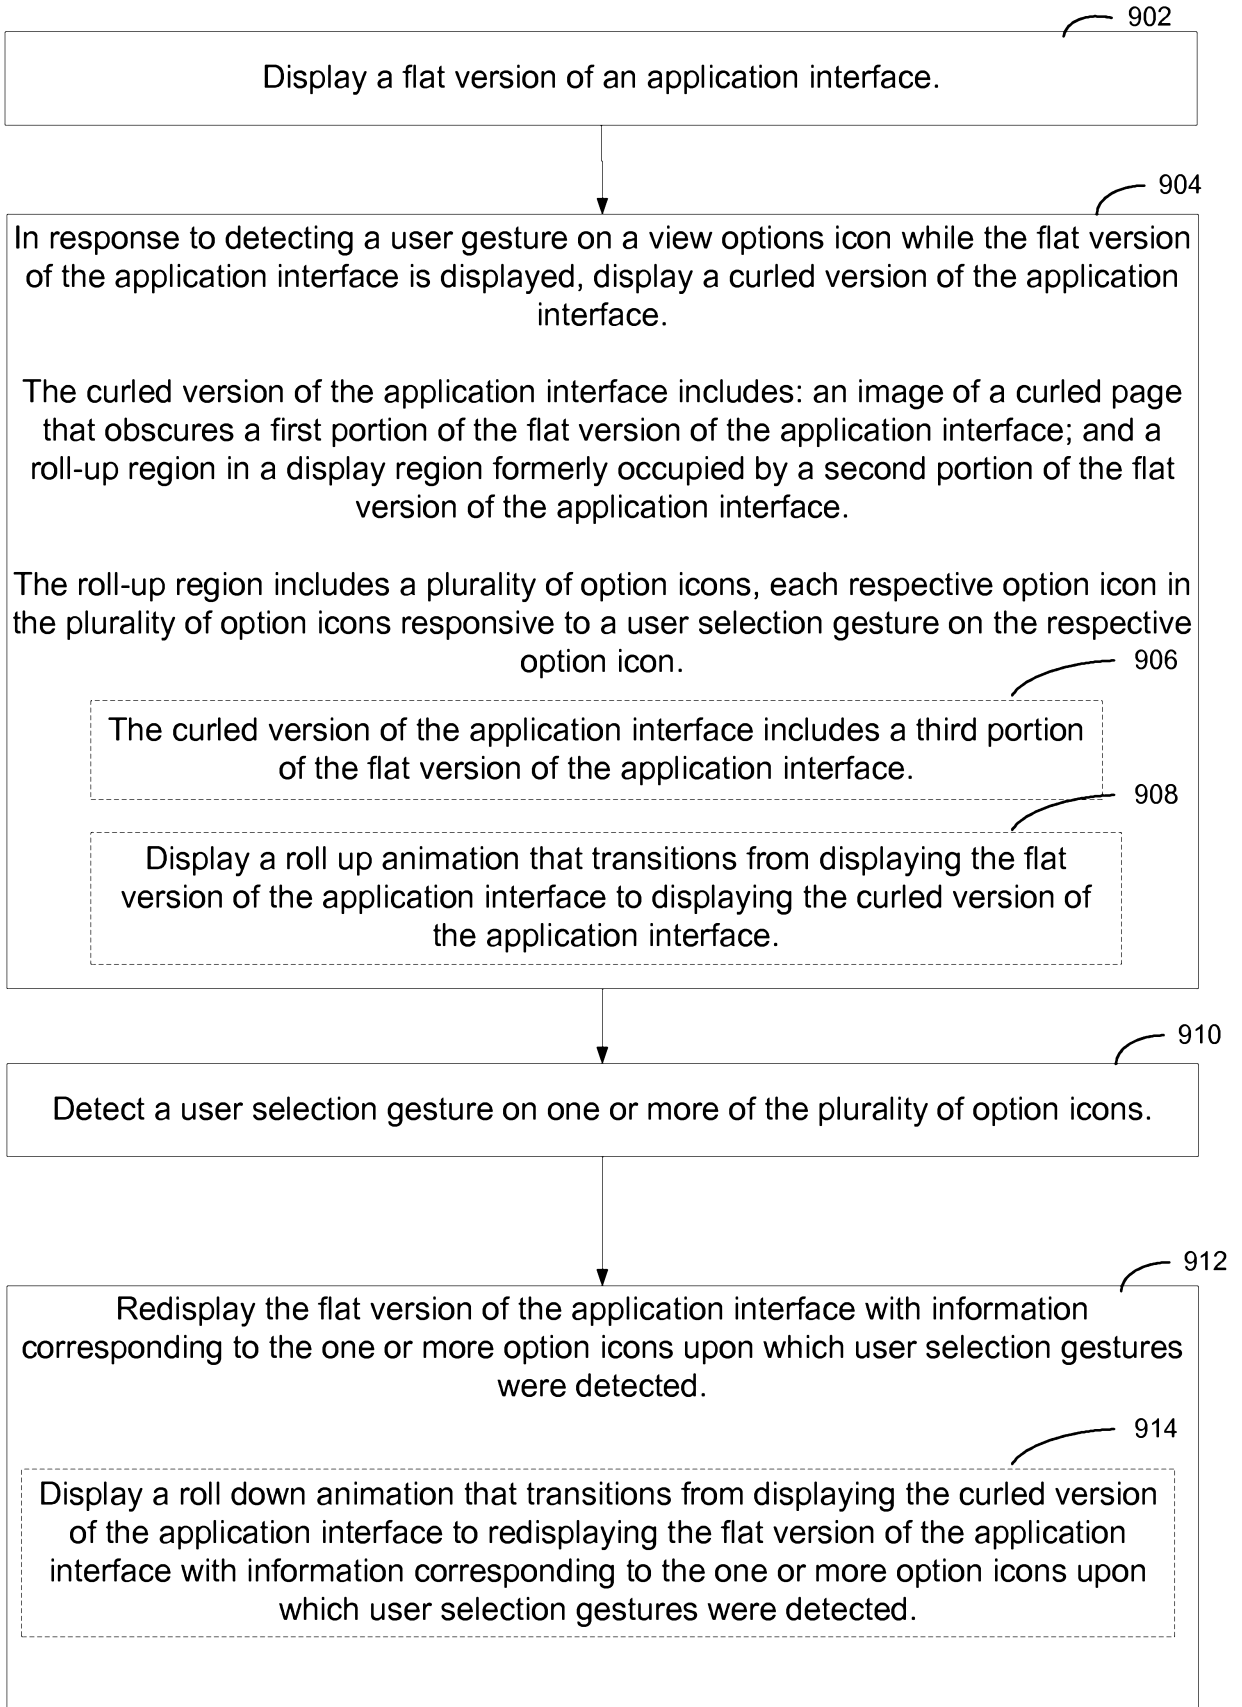 902
Display a flat version of an application interface.
904
In response to detecting a user gesture on a view options icon while the flat version
of the application interface is displayed, display a curled version of the application
interface.
The curled version of the application interface includes: an image of a curled page
that obscures a first portion of the flat version of the application interface; and a
roll-up region in a display region formerly occupied by a second portion of the flat
version of the application interface.
The roll-up region includes a plurality of option icons, each respective option icon in
the plurality of option icons responsive to a user selection gesture on the respective
option icon.
906
The curled version of the application interface includes a third portion
of the flat version of the application interface.
908
Display a roll up animation that transitions from displaying the flat
version of the application interface to displaying the curled version of
the application interface.
910
Detect a user selection gesture on one or more of the plurality of option icons.
912
Redisplay the flat version of the application interface with information
corresponding to the one or more option icons upon which user selection gestures
were detected.
914
Display a roll down animation that transitions from displaying the curled version
of the application interface to redisplaying the flat version of the application
interface with information corresponding to the one or more option icons upon
which user selection gestures were detected.